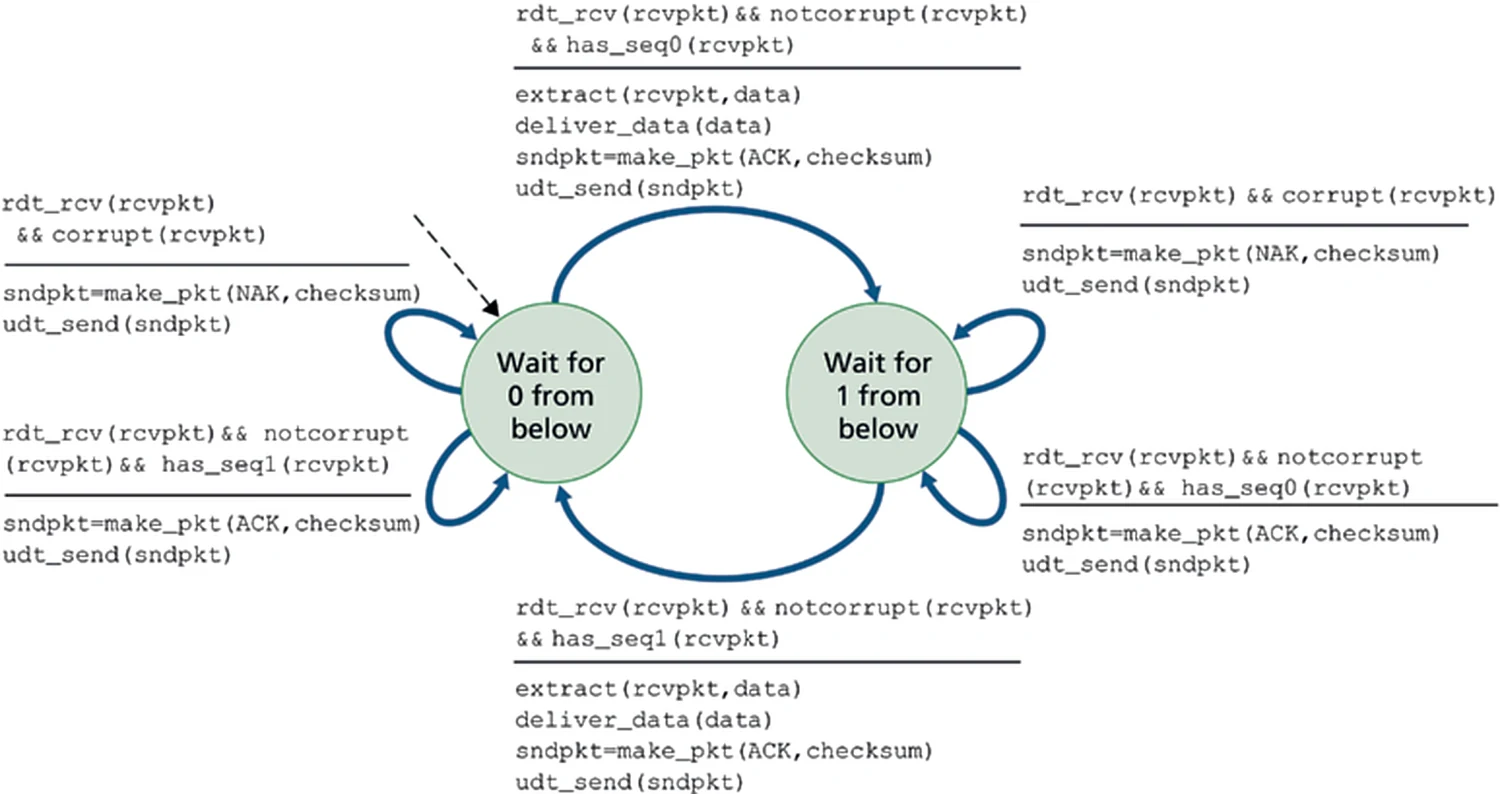 rdt_rcv(rcvpkt)&& notcorrupt(rcvpkt)
&& has_seq0(rcvpkt)
extract(rcvpkt,data)
deliver_data(data)
sndpkt=make_pkt(ACK,checksum)
udt_send(sndpkt)
rdt_rcv(rcvpkt)
&& corrupt(rcvpkt)
sndpkt=make_pkt(NAK,checksum)
udt_send(sndpkt)
rdt_rcv(rcvpkt) && corrupt(rcvpkt)
sndpkt=make_pkt(NAK,checksum)
udt_send(sndpkt)
Wait for
0 from
below
Wait for
1 from
below
rdt_rcv(rcvpkt)&& notcorrupt
(rcvpkt)&& has_seq1(rcvpkt)
sndpkt=make_pkt(ACK,checksum)
udt_send(sndpkt)
rdt_rcv(rcvpkt)&& notcorrupt
(rcvpkt)&& has_seq0(rcvpkt)
sndpkt=make_pkt(ACK,checksum)
udt_send(sndpkt)
rdt_rcv(rcvpkt) && notcorrupt(rcvpkt)
&& has_seq1(rcvpkt)
extract(rcvpkt,data)
deliver_data(data)
sndpkt=make_pkt(ACK,checksum)
udt_send(sndpkt)